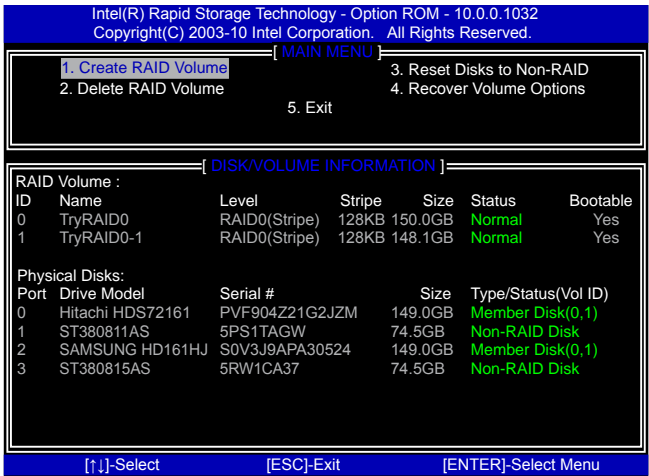 Intel(R) Rapid Storage Technology - Option ROM - 10.0.0.1032
Copyright(C) 2003-10 Intel Corporation. All Rights Reserved.
[ MAIN MENU ]
1. Create RAID Volume 3. Reset Disks to Non-RAID
2. Delete RAID Volume 4. Recover Volume Options
5. Exit
[ DISK/VOLUME INFORMATION ]
RAID Volume :
ID Name Level Stripe Size Status Bootable
0 TryRAID0 RAID0(Stripe) 128KB 150.0GB Normal Yes
1 TryRAID0-1 RAID0(Stripe) 128KB 148.1GB Normal Yes
Physical Disks:
Port Drive Model Serial # Size Type/Status(Vol ID)
0 Hitachi HDS72161 PVF904Z21G2JZM 149.0GB Member Disk(0,1)
1 ST380811AS 5PS1TAGW 74.5GB Non-RAID Disk
2 SAMSUNG HD161HJ S0V3J9APA30524 149.0GB Member Disk(0,1)
3 ST380815AS 5RW1CA37 74.5GB Non-RAID Disk
[↑↓]-Select [ESC]-Exit [ENTER]-Select Menu